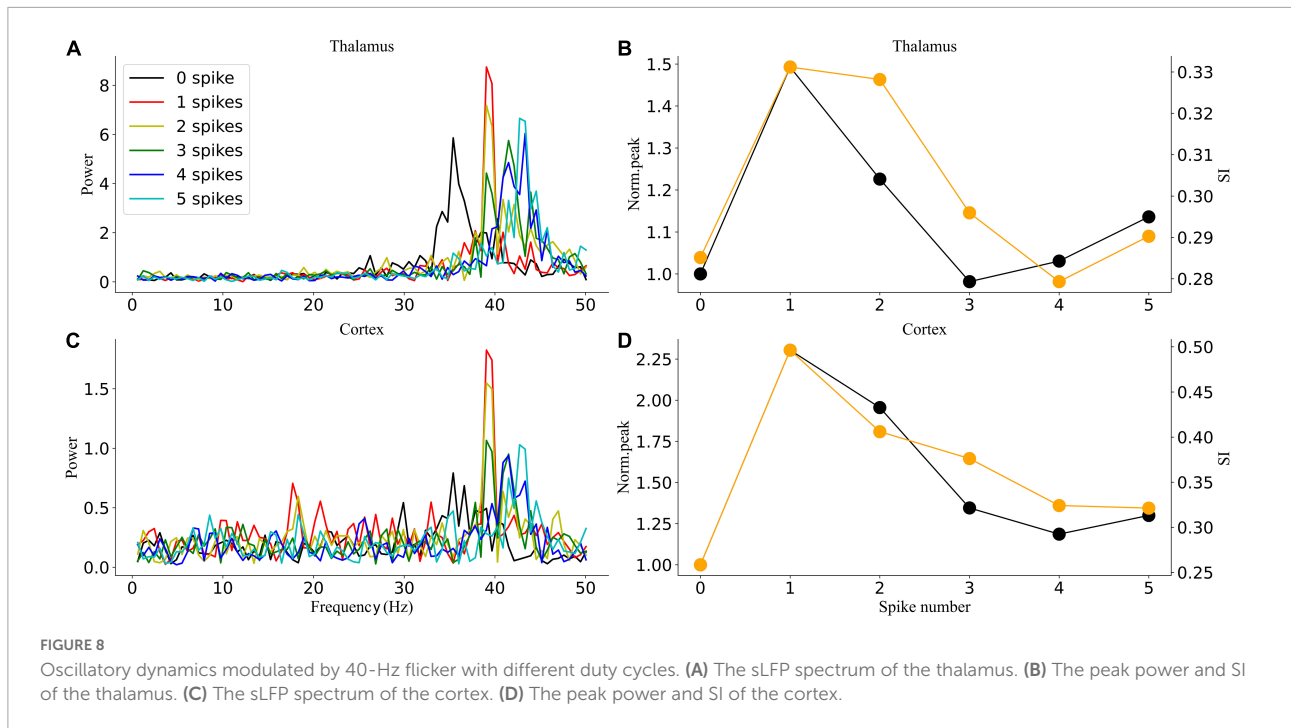 A
Thalamus
0 spike
1 spikes
2 spikes
3 spikes
4 spikes
5 spikes
Power
8
6
4
2
0
0 10 20 30 40 50
B
Thalamus
Norm.peak
1.5
1.4
1.3
1.2
1.1
1.0
0.33
0.32
0.31
0.30
0.29
0.28
SI
0 1 2 3 4 5
C
Cortex
Power
1.5
1.0
0.5
0.0
0 10 20 30 40 50
Frequency (Hz)
D
Cortex
Norm.peak
2.25
2.00
1.75
1.50
1.25
1.00
0.50
0.45
0.40
0.35
0.30
0.25
SI
0 1 2 3 4 5
Spike number
FIGURE 8
Oscillatory dynamics modulated by 40-Hz flicker with different duty cycles. (A) The sLFP spectrum of the thalamus. (B) The peak power and SI
of the thalamus. (C) The sLFP spectrum of the cortex. (D) The peak power and SI of the cortex.